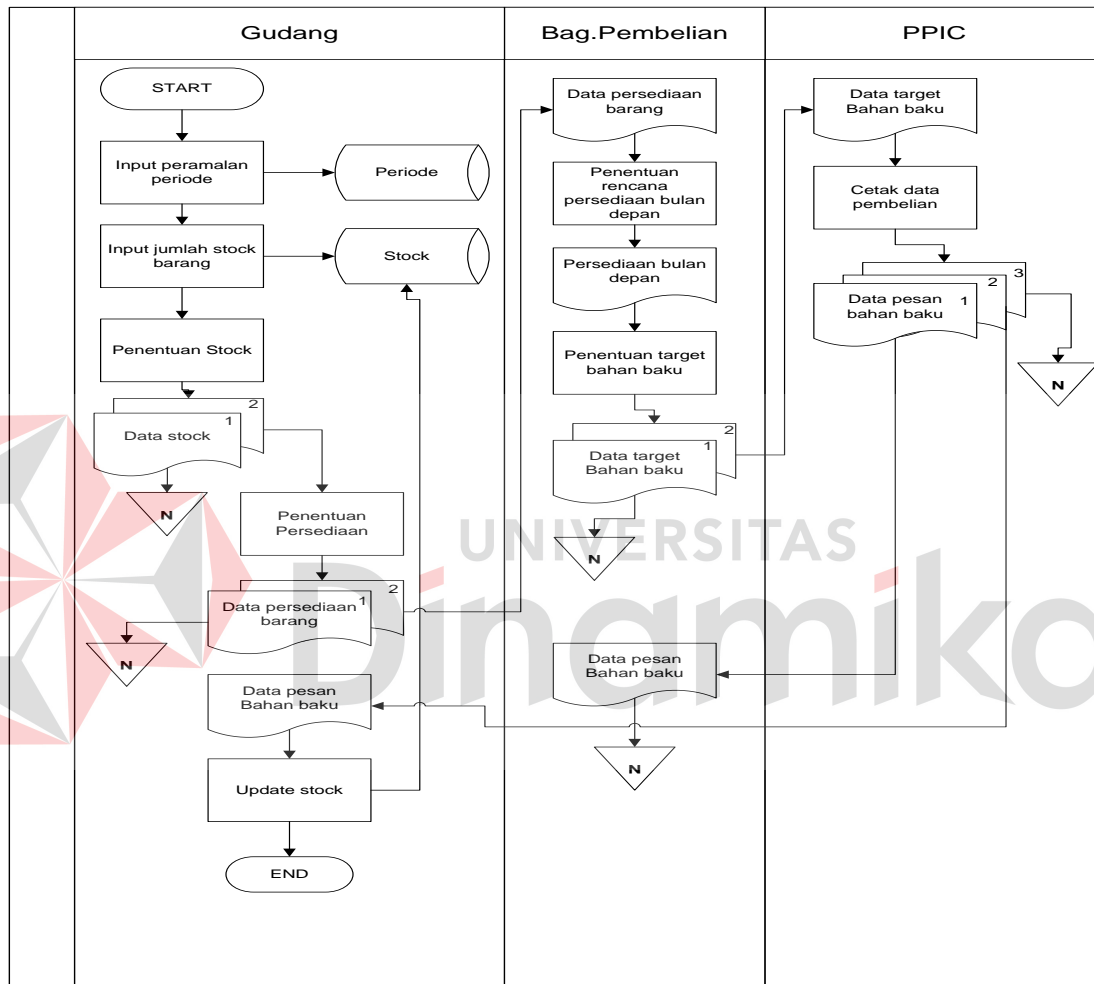 Gudang
Bag.Pembelian
PPIC
START
Input peramalan
periode
Periode
Input jumlah stock
barang
Stock
Penentuan Stock
2
1
Data stock
N
Penentuan
Persediaan
2
1
Data persediaan
barang
N
Data pesan
Bahan baku
Update stock
END
Data persediaan
barang
Penentuan
rencana
persediaan bulan
depan
Persediaan bulan
depan
Penentuan target
bahan baku
2
1
Data target
Bahan baku
N
Data pesan
Bahan baku
N
Data target
Bahan baku
Cetak data
pembelian
3
2
1
Data pesan
bahan baku
N
UNIVERSITAS
Dinamika